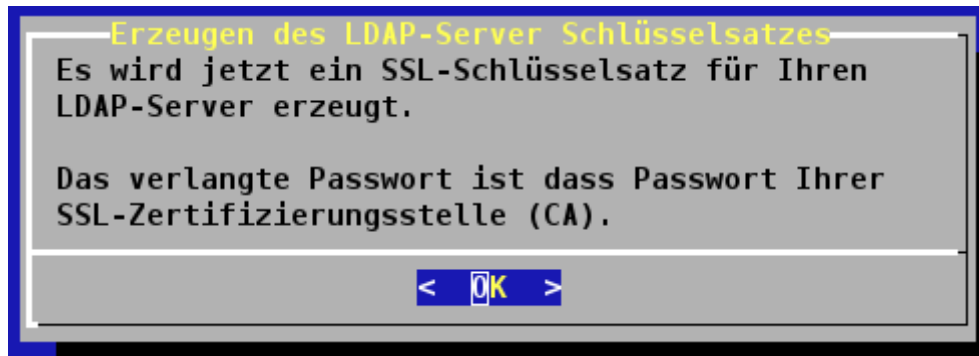 Erzeugen des LDAP-Server Schlüsselsatzes
Es wird jetzt ein SSL-Schlüsselsatz für Ihren
LDAP-Server erzeugt.
Das verlangte Passwort ist dass Passwort Ihrer
SSL-Zertifizierungsstelle (CA).
< OK >